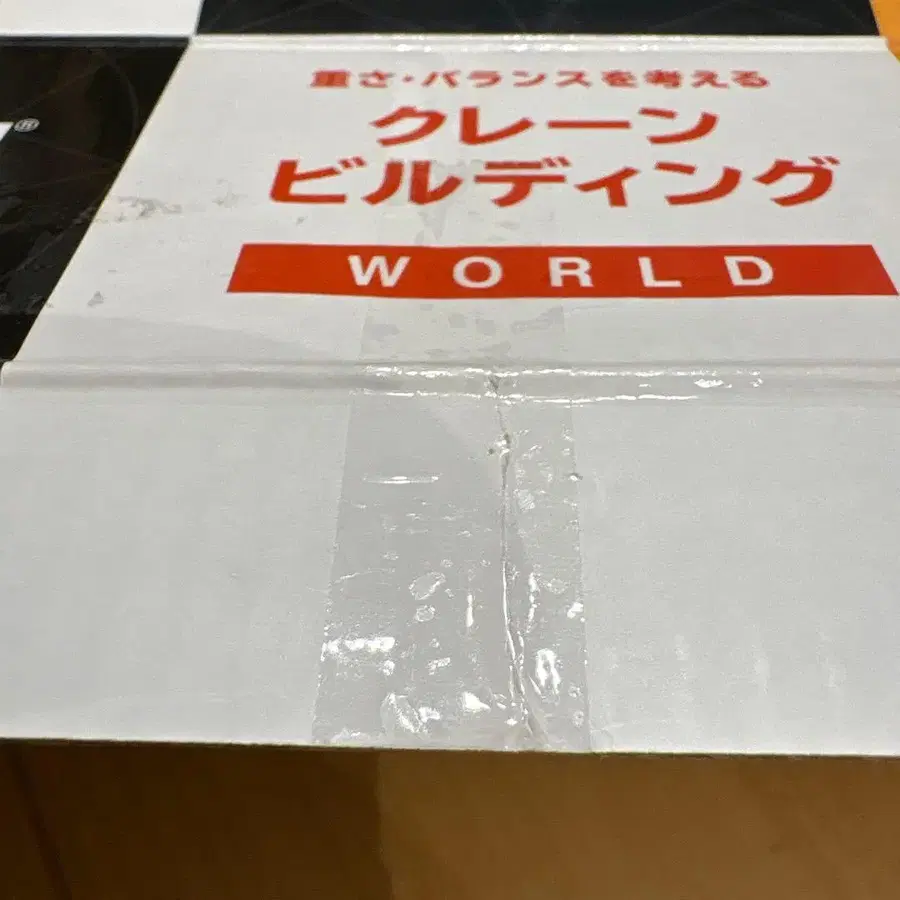 重さ・バランスを考える
クレーン
ビルディング
WORLD
®